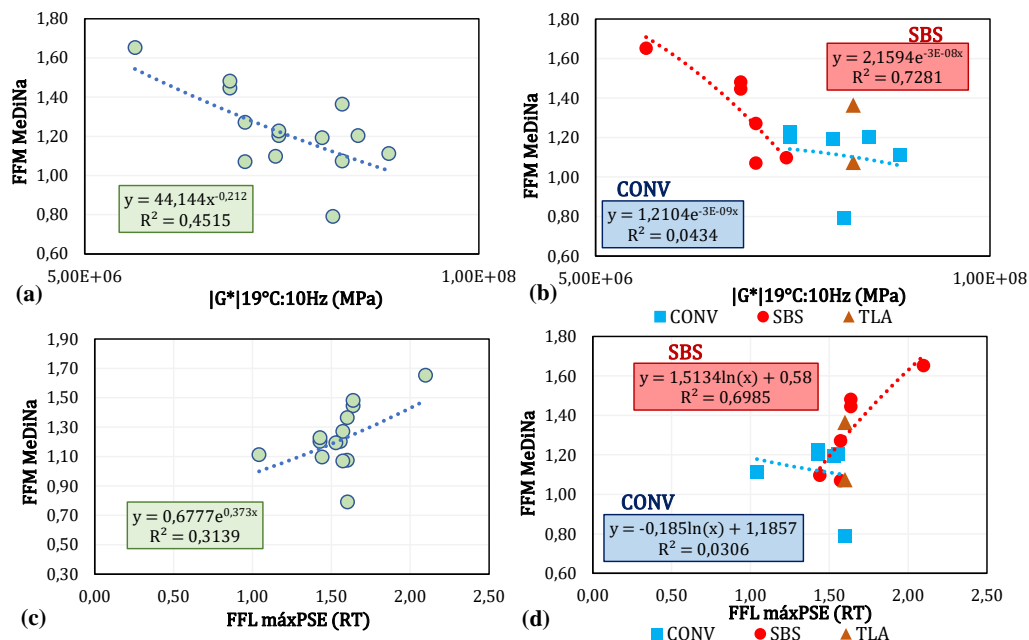 1,80
1,60
1,40
1,20
1,00
0,80
0,60
FFM MeDiNa
y = 44,144x^-0,212
R² = 0,4515
5,00E+06
1,00E+08
(a)
|G*|19°C:10Hz (MPa)
1,80
1,60
1,40
1,20
1,00
0,80
0,60
FFM MeDiNa
SBS
y = 2,1594e^-3E-08x
R² = 0,7281
CONV
y = 1,2104e^-3E-09x
R² = 0,0434
5,00E+06
1,00E+08
(b)
|G*|19°C:10Hz (MPa)
CONV SBS TLA
1,90
1,70
1,50
1,30
1,10
0,90
0,70
0,50
0,30
FFM MeDiNa
y = 0,6777e^0,373x
R² = 0,3139
0,00 0,50 1,00 1,50 2,00 2,50
(c)
FFL máxPSE (RT)
1,80
1,60
1,40
1,20
1,00
0,80
0,60
FFM MeDiNa
SBS
y = 1,5134ln(x) + 0,58
R² = 0,6985
CONV
y = -0,185ln(x) + 1,1857
R² = 0,0306
0,00 0,50 1,00 1,50 2,00 2,50
(d)
FFL máxPSE (RT)
CONV SBS TLA